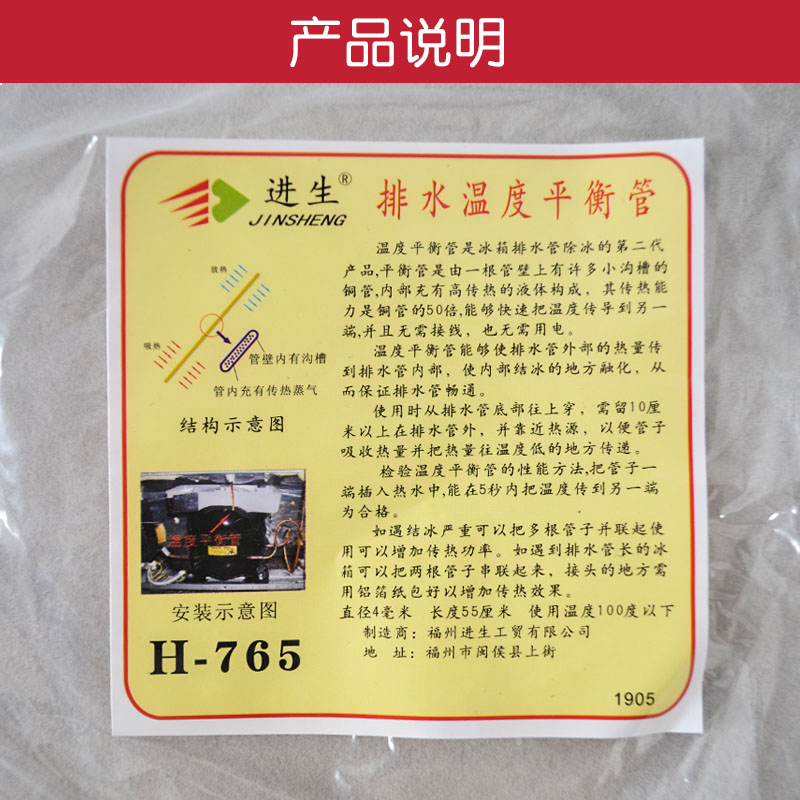 产品说明
进生®
JINSHENG
排水温度平衡管
温度平衡管是冰箱排水管除冰的第二代
产品,平衡管是由一根管壁上有许多小沟槽的
铜管,内部充有高传热的液体构成，其传热能
力是铜管的50倍,能够快速把温度传导到另一
端,并且无需接线，也无需用电。
温度平衡管能够使排水管外部的热量传
到排水管内部，使内部结冰的地方融化，从
而保证排水管畅通。
使用时从排水管底部往上穿，需留10厘
米以上在排水管外，并靠近热源，以便管子
吸收热量并把热量往温度低的地方传递。
检验温度平衡管的性能方法,把管子一
端插入热水中,能在5秒内把温度传到另一端
为合格。
如遇结冰严重可以把多根管子并联起使
用可以增加传热功率。如遇到排水管长的冰
箱可以把两根管子串联起来，接头的地方需
用铝箔纸包好以增加传热效果。
直径4毫米 长度55厘米 使用温度100度以下
制造商：福州进生工贸有限公司
地 址：福州市闽侯县上街
放热
吸热
管壁内有沟槽
管内充有传热蒸气
结构示意图
温度平衡管
安装示意图
H-765
1905